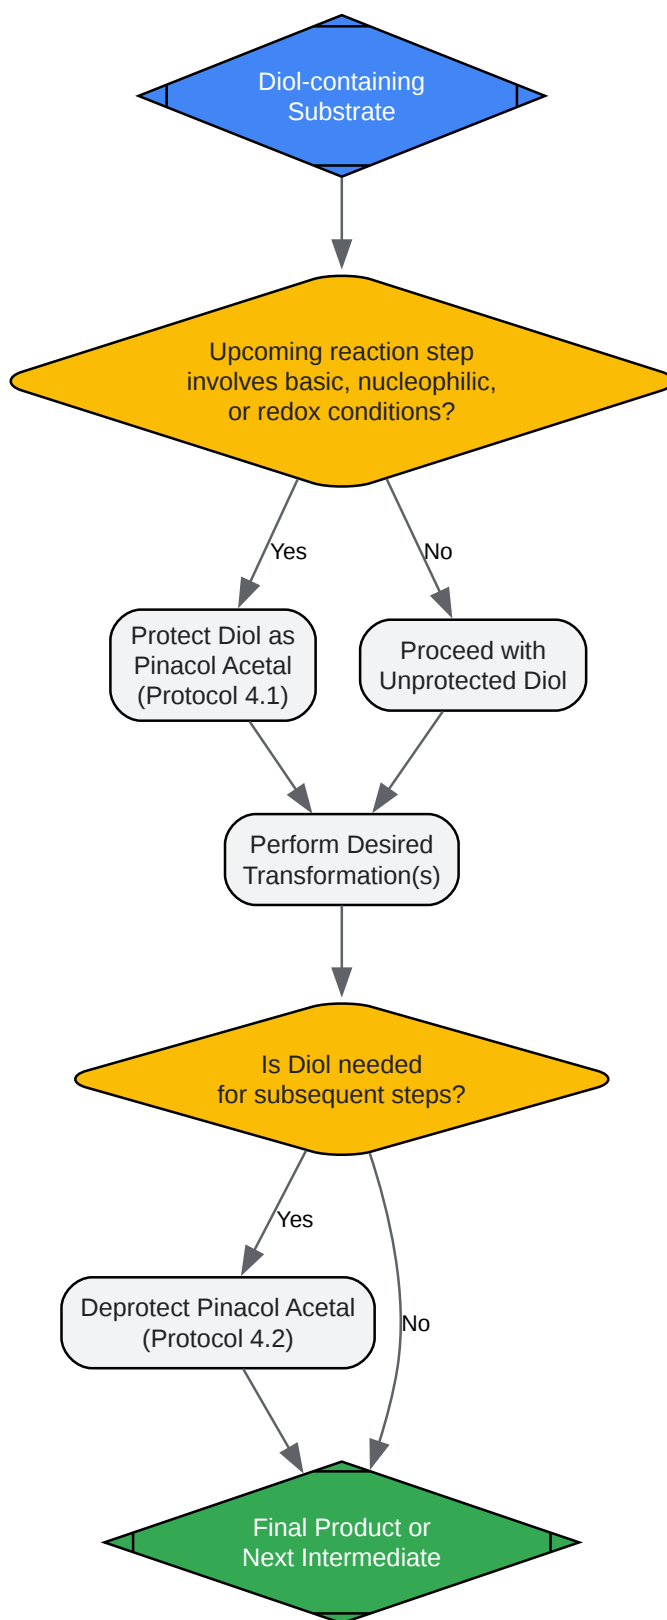 Diol-containing
Substrate
Upcoming reaction step
involves basic, nucleophilic,
or redox conditions?
Yes
No
Protect Diol as
Pinacol Acetal
(Protocol 4.1)
Proceed with
Unprotected Diol
Perform Desired
Transformation(s)
Is Diol needed
for subsequent steps?
Yes
Deprotect Pinacol Acetal
(Protocol 4.2)
No
Final Product or
Next Intermediate